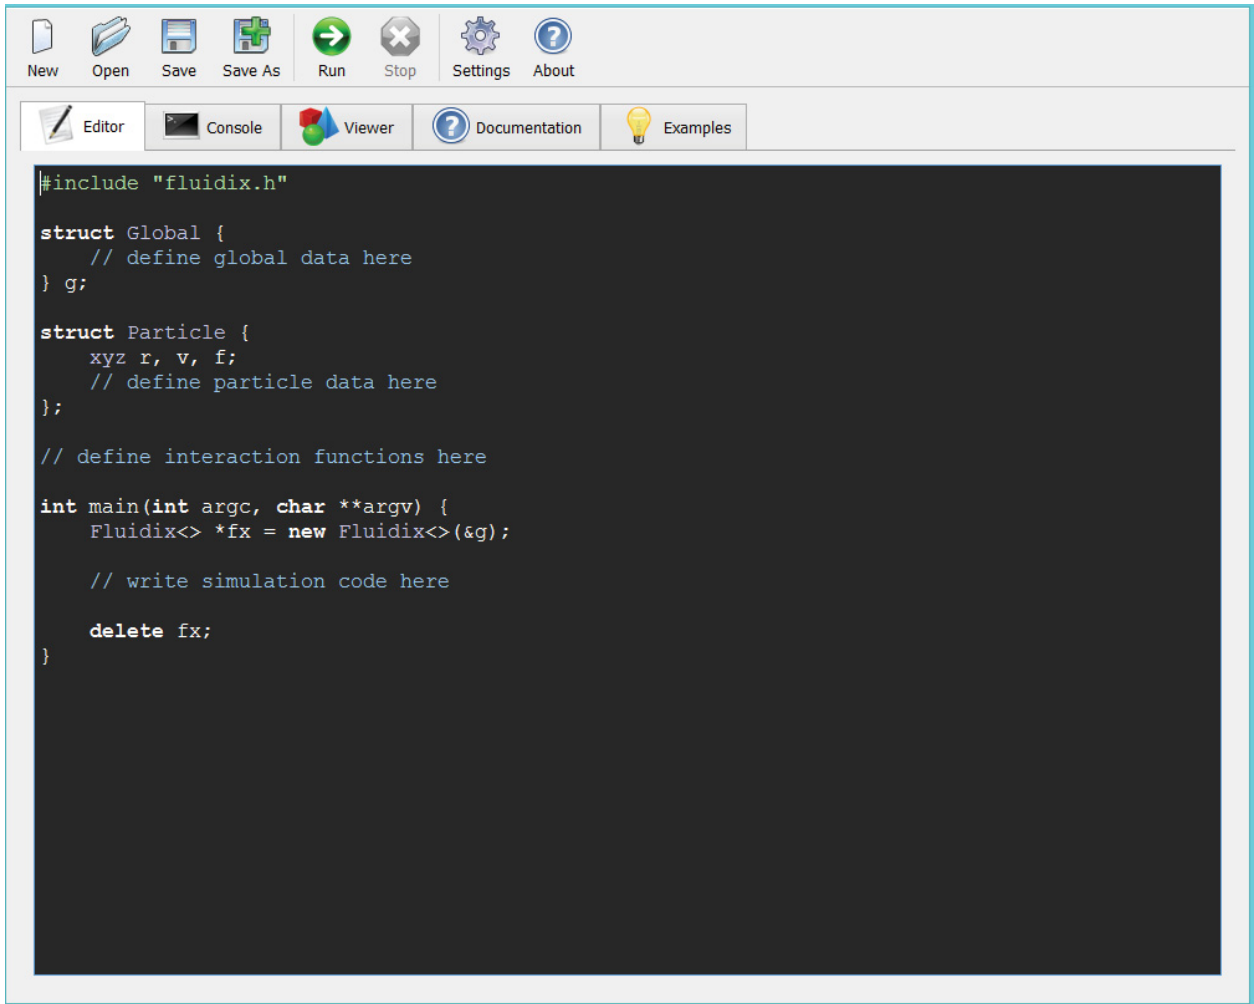 New Open Save Save As Run Stop Settings About
Editor Console Viewer Documentation Examples
#include "fluidix.h"
struct Global {
    // define global data here
} g;
struct Particle {
    xyz r, v, f;
    // define particle data here
};
// define interaction functions here
int main(int argc, char **argv) {
    Fluidix<> *fx = new Fluidix<>(&g);
    // write simulation code here
    delete fx;
}